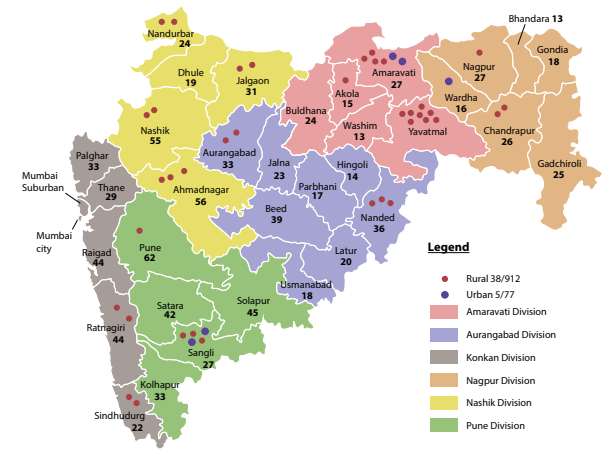 Bhandara 13
Nandurbar
24
Gondia
18
Dhule
19
Jalgaon
31
Amaravati
27
Nagpur
27
Akola
15
Wardha
16
Buldhana
24
Washim
13
Yavatmal
Chandrapur
26
Nashik
55
Palghar
33
Aurangabad
33
Jalna
23
Hingoli
14
Gadchiroli
25
Mumbai
Suburban
Thane
29
Ahmadnagar
56
Parbhani
17
Beed
39
Nanded
36
Mumbai
city
Raigad
44
Pune
62
Latur
20
Usmanabad
18
Satara
42
Solapur
45
Ratnagiri
44
Sangli
27
Kolhapur
33
Sindhudurg
22
Legend
Rural 38/912
Urban 5/77
Amaravati Division
Aurangabad Division
Konkan Division
Nagpur Division
Nashik Division
Pune Division